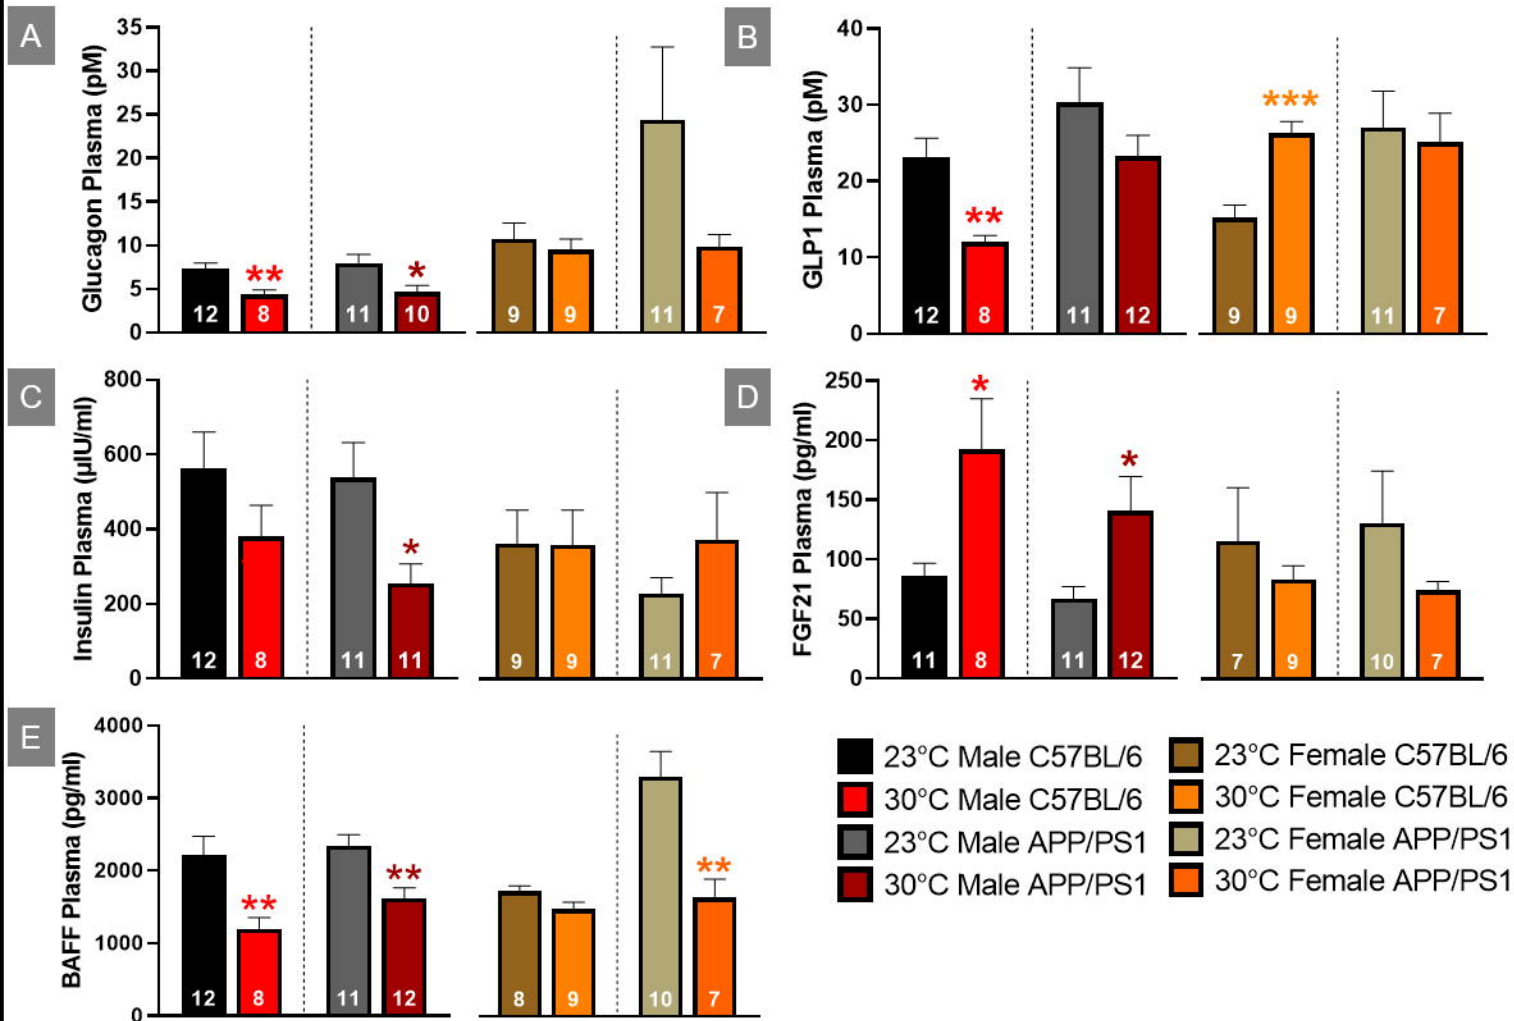 A
Glucagon Plasma (pM)
35
30
25
20
15
10
5
0
** *
12 8 11 10 9 9 11 7
B
GLP1 Plasma (pM)
40
30
20
10
0
** ***
12 8 11 12 9 9 11 7
C
Insulin Plasma (µIU/ml)
800
600
400
200
0
*
12 8 11 11 9 9 11 7
D
FGF21 Plasma (pg/ml)
250
200
150
100
50
0
* *
11 8 11 12 7 9 10 7
E
BAFF Plasma (pg/ml)
4000
3000
2000
1000
0
** ** **
12 8 11 12 8 9 10 7
23°C Male C57BL/6
30°C Male C57BL/6
23°C Male APP/PS1
30°C Male APP/PS1
23°C Female C57BL/6
30°C Female C57BL/6
23°C Female APP/PS1
30°C Female APP/PS1